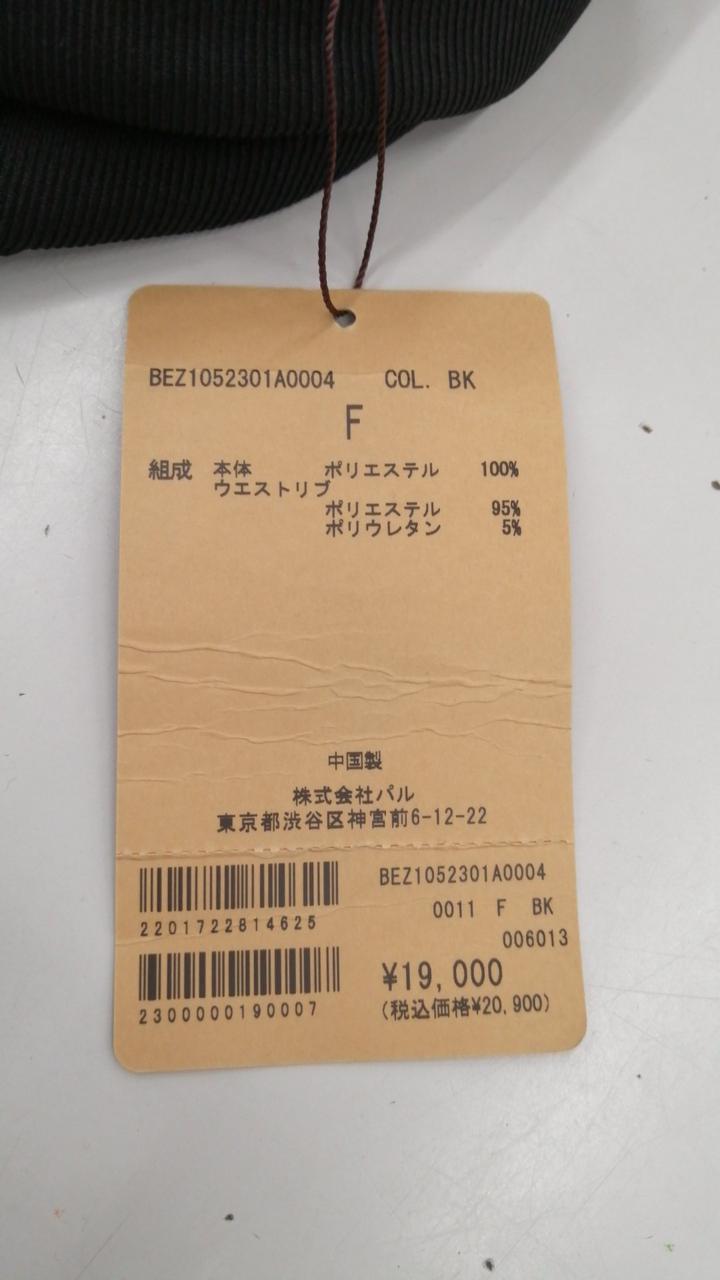 BEZ1052301A0004 COL. BK
F
組成 本体 ポリエステル 100%
ウエストリブ
ポリエステル 95%
ポリウレタン 5%
中国製
株式会社パル
東京都渋谷区神宮前6-12-22
BEZ1052301A0004
2201722814625
0011 F BK
006013
2300000190007
¥19,000
(税込価格¥20,900)